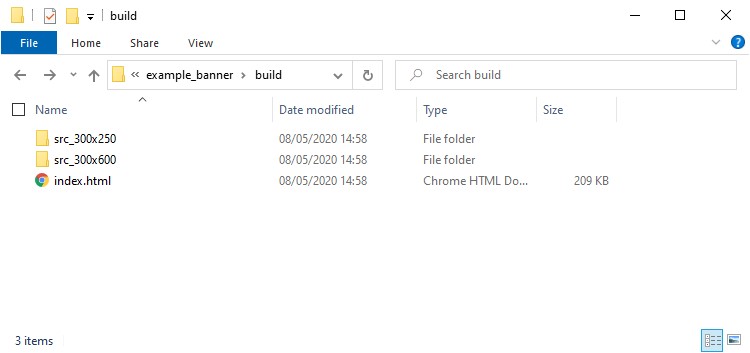 build
File Home Share View
« example_banner > build Search build
Name Date modified Type Size
src_300x250 08/05/2020 14:58 File folder
src_300x600 08/05/2020 14:58 File folder
index.html 08/05/2020 14:58 Chrome HTML Do... 209 KB
3 items